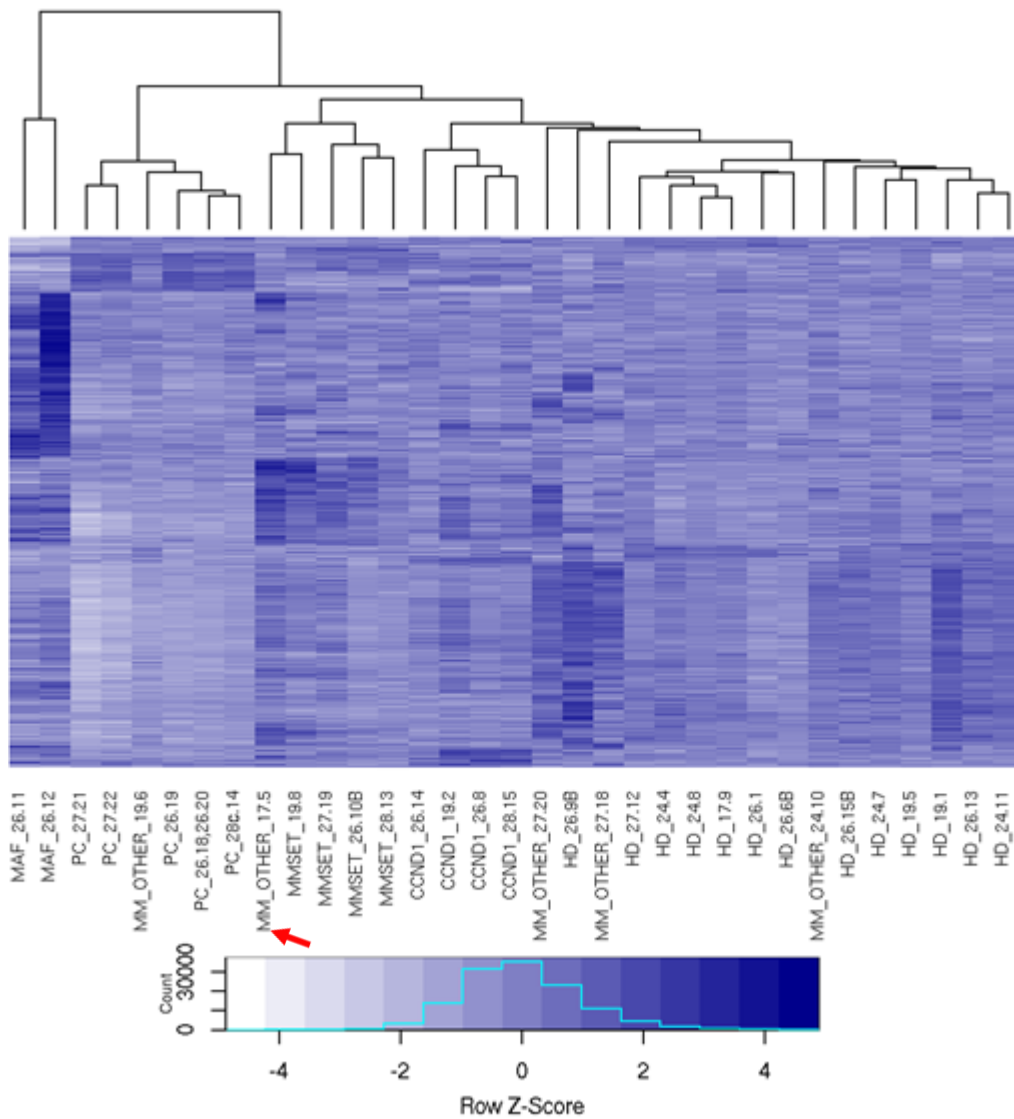 MAF_26.11
MAF_26.12
PC_27.21
PC_27.22
MM_OTHER_19.6
PC_26.19
PC_26.18,26.20
PC_28c.14
MM_OTHER_17.5
MMSET_19.8
MMSET_27.19
MMSET_26.10B
MMSET_28.13
CCND1_26.14
CCND1_19.2
CCND1_26.8
CCND1_28.15
MM_OTHER_27.20
HD_26.9B
MM_OTHER_27.18
HD_27.12
HD_24.4
HD_24.8
HD_17.9
HD_26.1
HD_26.6B
MM_OTHER_24.10
HD_26.15B
HD_24.7
HD_19.5
HD_19.1
HD_26.13
HD_24.11
Count
0 30000
-4 -2 0 2 4
Row Z-Score